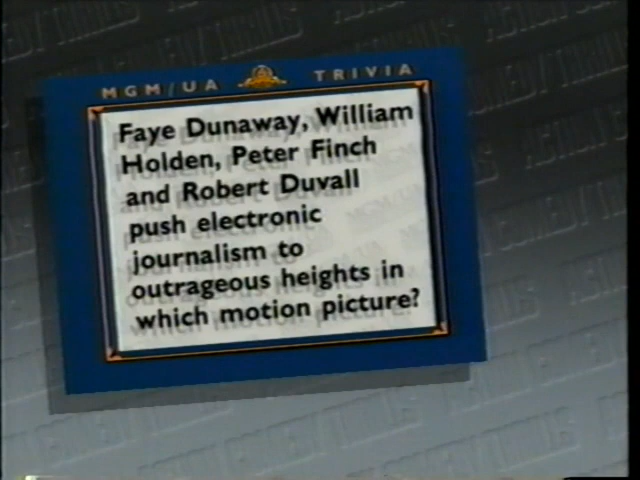 MGM/UA TRIVIA
Faye Dunaway, William
Holden, Peter Finch
and Robert Duvall
push electronic
journalism to
outrageous heights in
which motion picture?